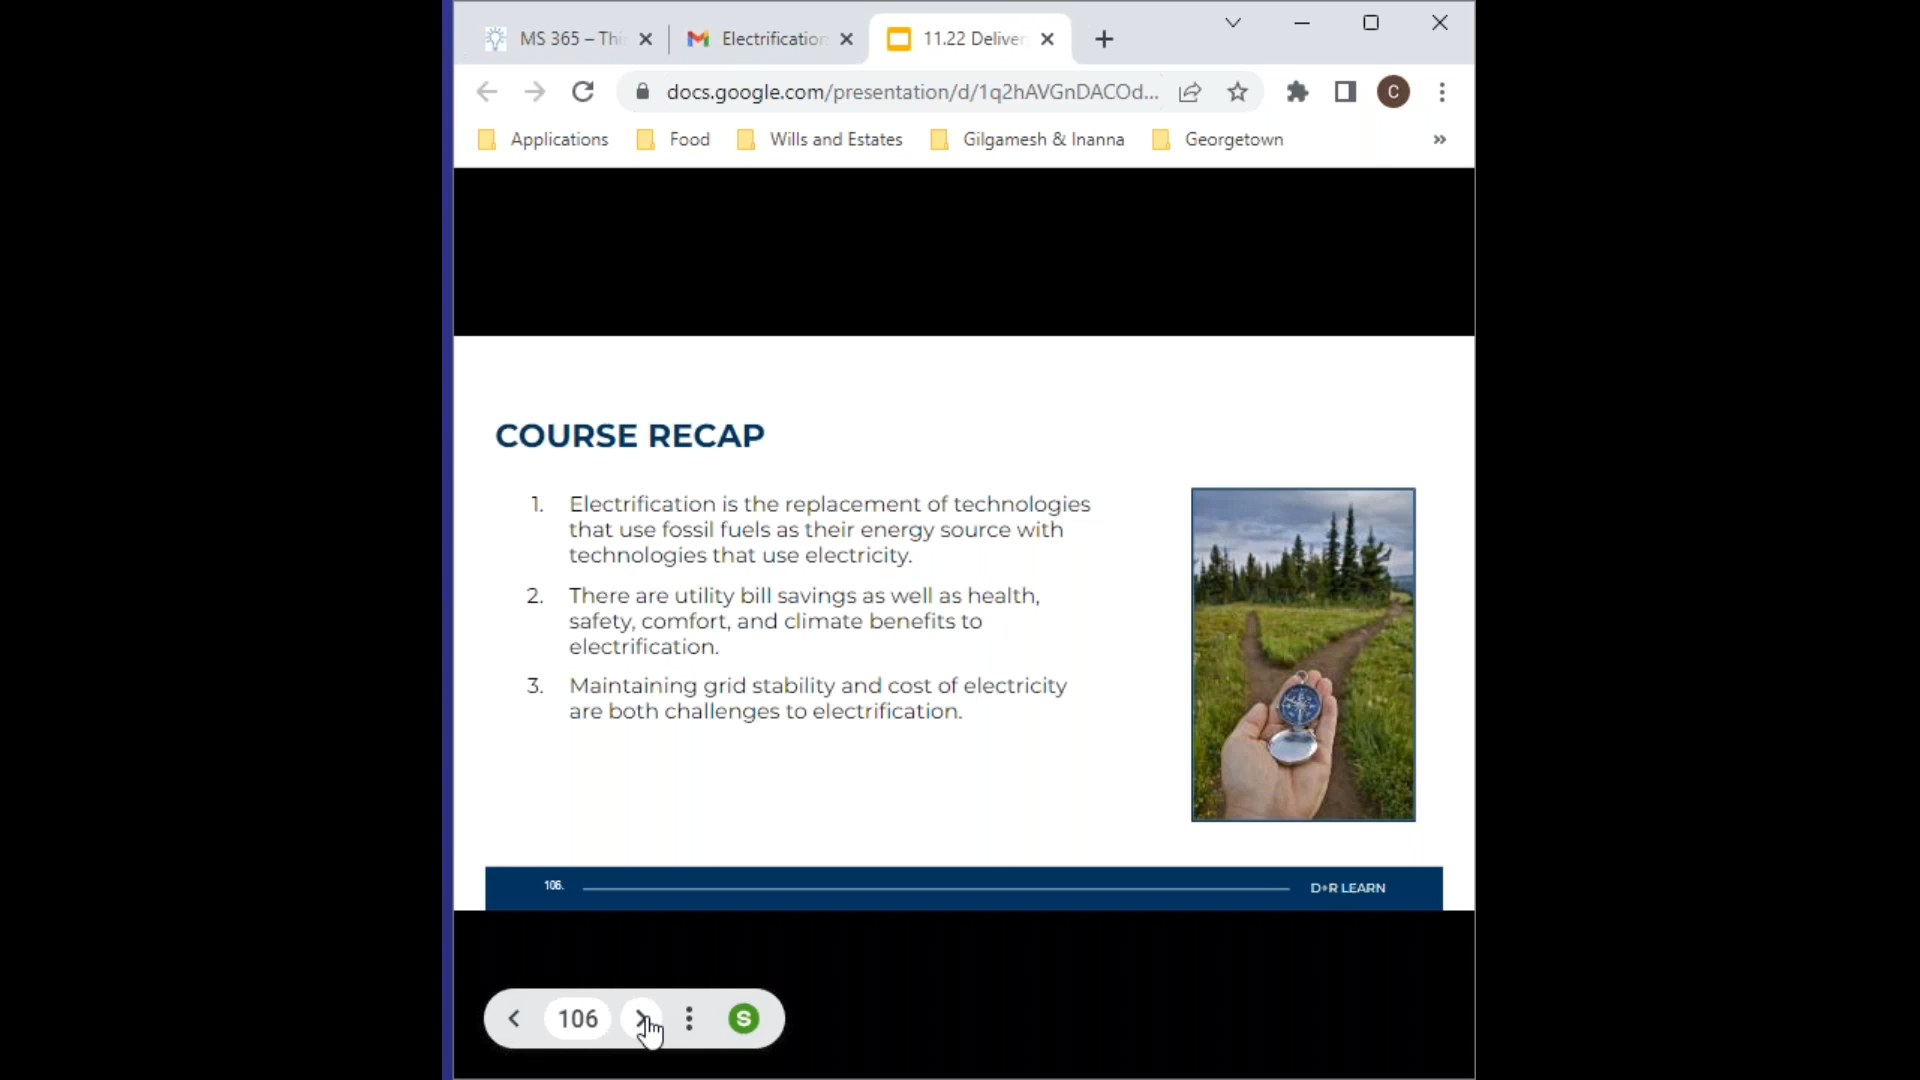 MS 365 – Thi
Electrification
11.22 Deliver
docs.google.com/presentation/d/1q2hAVGnDACOd...
C
Applications
Food
Wills and Estates
Gilgamesh & Inanna
Georgetown
»
COURSE RECAP
1. Electrification is the replacement of technologies
that use fossil fuels as their energy source with
technologies that use electricity.
2. There are utility bill savings as well as health,
safety, comfort, and climate benefits to
electrification.
3. Maintaining grid stability and cost of electricity
are both challenges to electrification.
106.
D+R LEARN
106
S